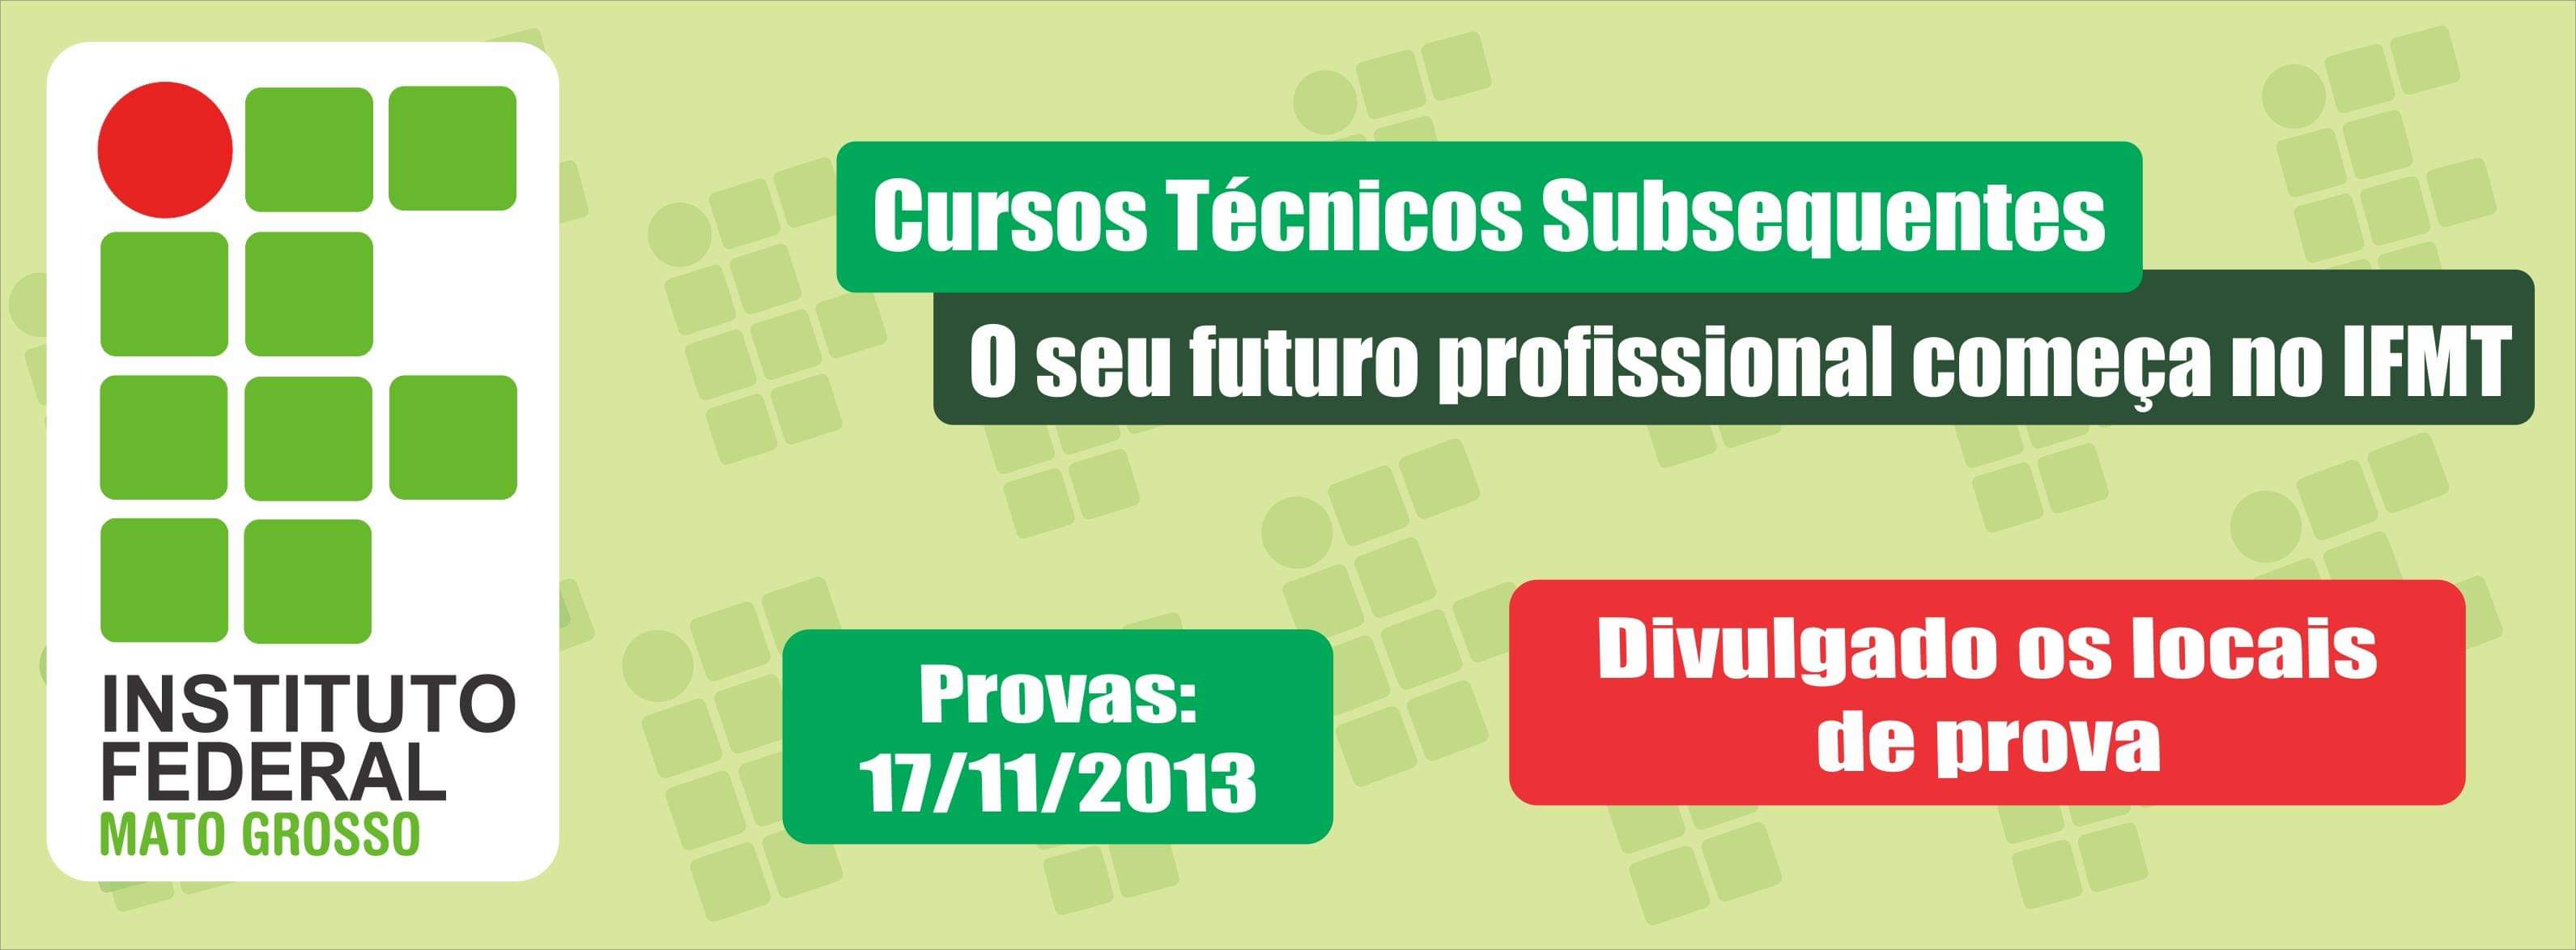 INSTITUTO
FEDERAL
MATO GROSSO
Cursos Técnicos Subsequentes
O seu futuro profissional começa no IFMT
Provas:
17/11/2013
Divulgado os locais
de prova